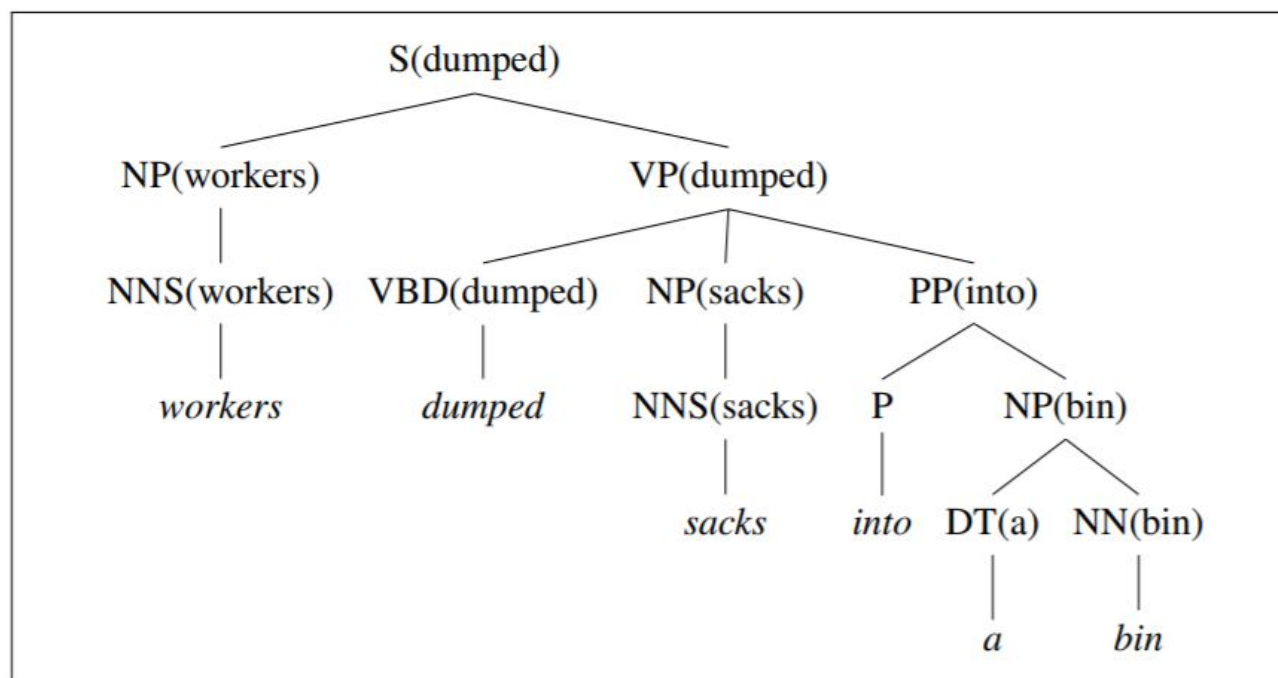 S(dumped)
NP(workers) VP(dumped)
NNS(workers) VBD(dumped) NP(sacks) PP(into)
workers dumped NNS(sacks) P NP(bin)
sacks into DT(a) NN(bin)
a bin